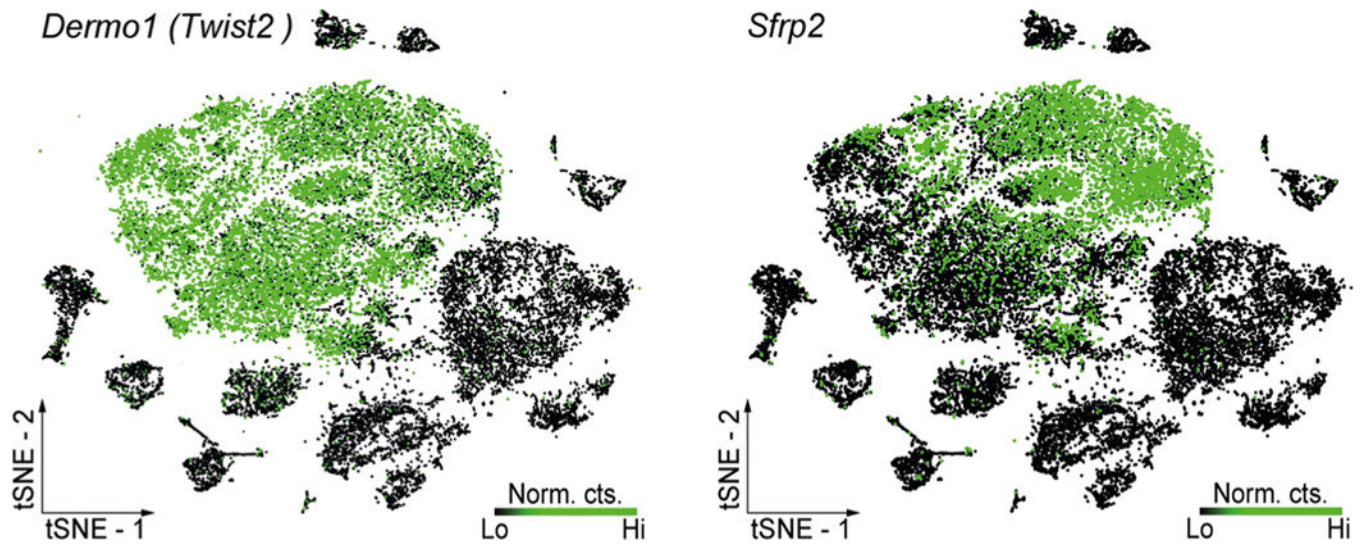 Dermo1 (Twist2 )
Sfrp2
tSNE - 2
tSNE - 1
Norm. cts.
Lo
Hi
tSNE - 2
tSNE - 1
Norm. cts.
Lo
Hi